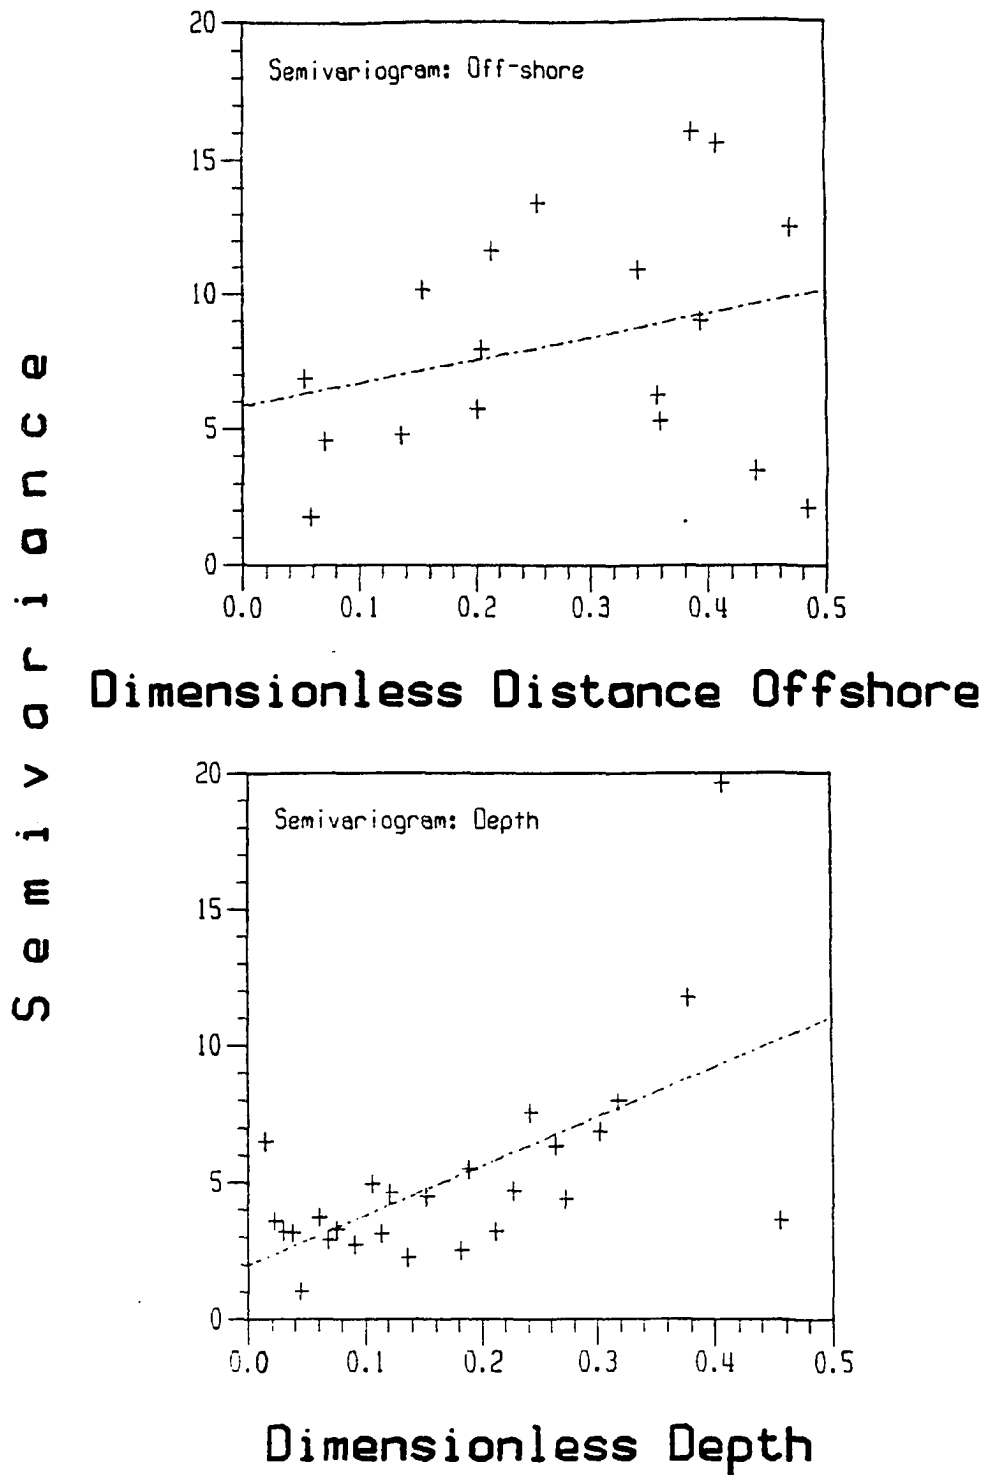 Semivariance
20
Semivariogram: Off-shore
15
10
5
0
0.0 0.1 0.2 0.3 0.4 0.5
Dimensionless Distance Offshore
20
Semivariogram: Depth
15
10
5
0
0.0 0.1 0.2 0.3 0.4 0.5
Dimensionless Depth